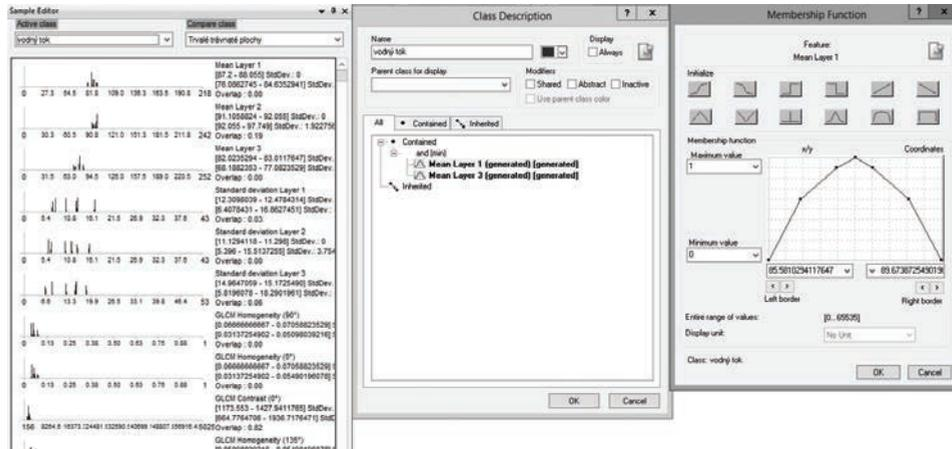 Sample Editor
Active class
Compare class
vodný tok
Trvalé trávnaté plochy
Mean Layer 1
[87.2 - 88.055] StdDev.: 0
[76.0862745 - 84.6352941] StdDev.
0 27.3 54.5 81.8 109.0 136.3 163.5 190.8 218 Overlap : 0.00
Mean Layer 2
[91.1058824 - 92.055] StdDev.: 0
[92.055 - 97.749] StdDev.: 1.922756
0 30.3 60.5 90.8 121.0 151.3 181.5 211.8 242 Overlap : 0.19
Mean Layer 3
[82.0235294 - 83.0117647] StdDev.
[68.1882353 - 77.0823529] StdDev.
0 31.5 63.0 94.5 126.0 157.5 189.0 220.5 252 Overlap : 0.00
Standard deviation Layer 1
[12.3098039 - 12.4784314] StdDev.
[6.4078431 - 16.8627451] StdDev.
0 5.4 10.8 16.1 21.5 26.9 32.3 37.6 43 Overlap : 0.03
Standard deviation Layer 2
[11.1294118 - 11.298] StdDev.: 0
[5.396 - 15.5137255] StdDev.: 3.754
0 5.4 10.8 16.1 21.5 26.9 32.3 37.6 43 Overlap : 0.00
Standard deviation Layer 3
[14.9647059 - 15.1725490] StdDev.
[5.8196078 - 18.2901961] StdDev.
0 6.6 13.3 19.9 26.5 33.1 39.8 46.4 53 Overlap : 0.06
GLCM Homogeneity (90°)
[0.06666666667 - 0.07058823529]
[0.03137254902 - 0.05098039216]
0 0.13 0.25 0.38 0.50 0.63 0.75 0.88 1 Overlap : 0.00
GLCM Homogeneity (0°)
[0.06666666667 - 0.07058823529]
[0.03137254902 - 0.05490196078]
0 0.13 0.25 0.38 0.50 0.63 0.75 0.88 1 Overlap : 0.00
GLCM Contrast (0°)
[1173.553 - 1427.9411765] StdDev.
[664.7764706 - 1936.7176471]
156 Overlap : 0.82
GLCM Homogeneity (135°)
Class Description
? x
Name
vodný tok
Display
Always
Parent class for display
Modifiers
Shared Abstract Inactive
Use parent class color
All Contained Inherited
Contained
and (min)
Mean Layer 1 (generated) [generated]
Mean Layer 3 (generated) [generated]
Inherited
OK Cancel
Membership Function
? x
Feature:
Mean Layer 1
Initialize
Membership function
Maximum value
1
x/y
Coordinates
Minimum value
0
85.5810294117647
89.6738725490196
< >
< >
Left border
Right border
Entire range of values:
[0...65535]
Display unit:
No Unit
Class: vodný tok
OK Cancel